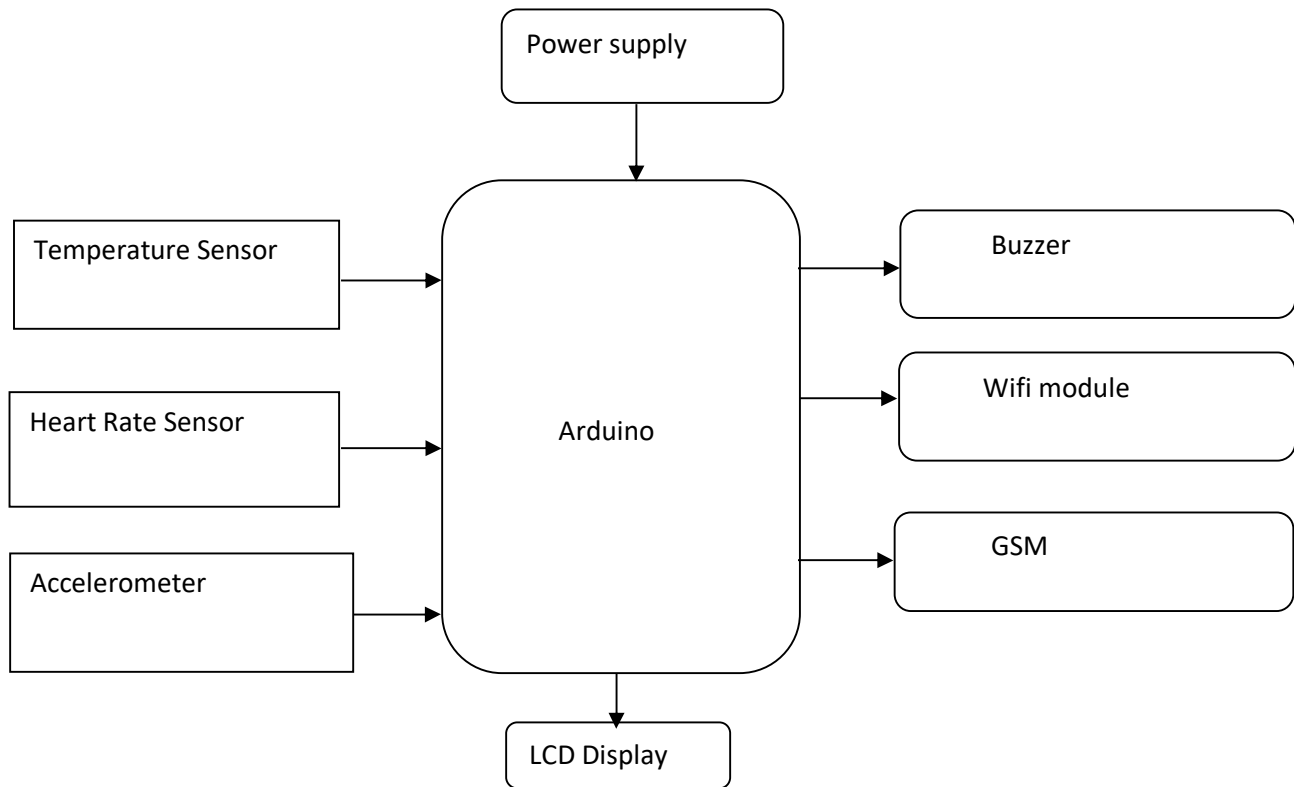 Power supply
Temperature Sensor
Buzzer
Heart Rate Sensor
Wifi module
Arduino
Accelerometer
GSM
LCD Display